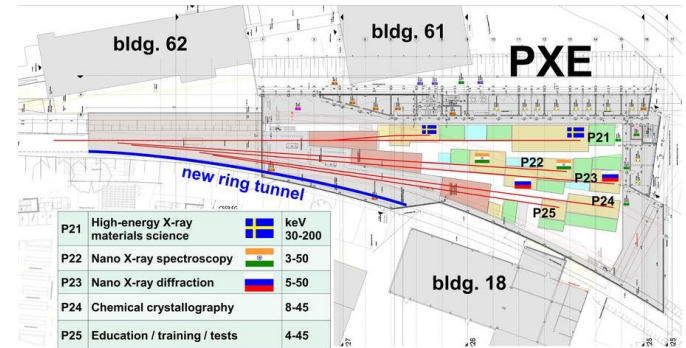 bldg. 62
bldg. 61
PXE
P21
P22
P23
P24
P25
new ring tunnel
bldg. 18
P21 High-energy X-ray materials science keV 30-200
P22 Nano X-ray spectroscopy 3-50
P23 Nano X-ray diffraction 5-50
P24 Chemical crystallography 8-45
P25 Education / training / tests 4-45